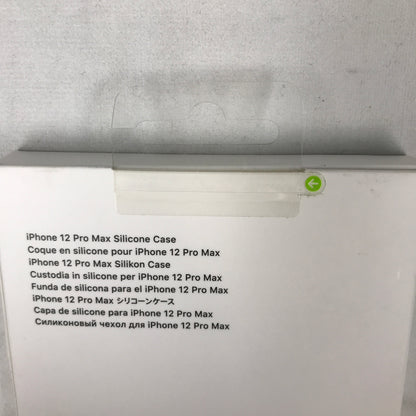 iPhone 12 Pro Max Silicone Case
Coque en silicone pour iPhone 12 Pro Max
iPhone 12 Pro Max Silikon Case
Custodia in silicone per iPhone 12 Pro Max
Funda de silicona para el iPhone 12 Pro Max
iPhone 12 Pro Max シリコーンケース
Capa de silicone para iPhone 12 Pro Max
Силиконовый чехол для iPhone 12 Pro Max